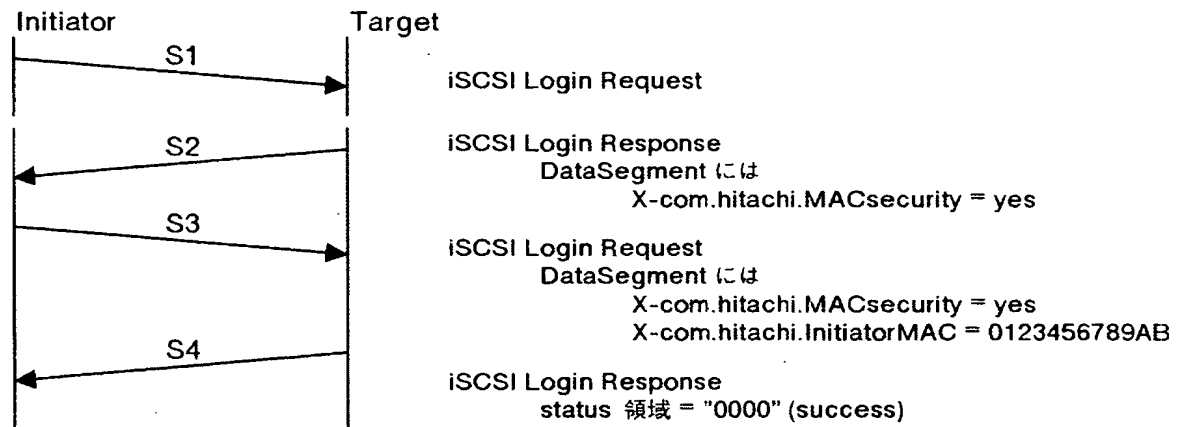 Initiator
Target
S1
iSCSI Login Request
S2
iSCSI Login Response
DataSegment には
X-com.hitachi.MACsecurity = yes
S3
iSCSI Login Request
DataSegment には
X-com.hitachi.MACsecurity = yes
X-com.hitachi.InitiatorMAC = 0123456789AB
S4
iSCSI Login Response
status 領域 = "0000" (success)